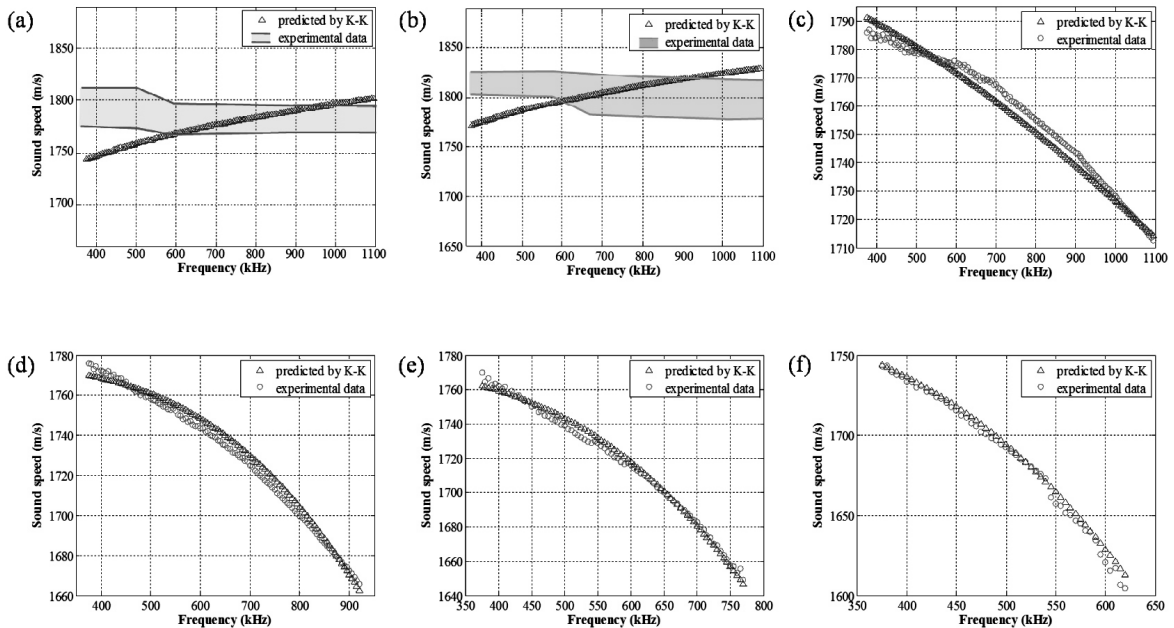 (a)
predicted by K-K
experimental data
Sound speed (m/s)
1850
1800
1750
1700
400 500 600 700 800 900 1000 1100
Frequency (kHz)
(b)
predicted by K-K
experimental data
Sound speed (m/s)
1850
1800
1750
1700
1650
400 500 600 700 800 900 1000 1100
Frequency (kHz)
(c)
predicted by K-K
experimental data
Sound speed (m/s)
1790
1780
1770
1760
1750
1740
1730
1720
1710
400 500 600 700 800 900 1000 1100
Frequency (kHz)
(d)
predicted by K-K
experimental data
Sound speed (m/s)
1780
1760
1740
1720
1700
1680
1660
400 500 600 700 800 900
Frequency (kHz)
(e)
predicted by K-K
experimental data
Sound speed (m/s)
1780
1760
1740
1720
1700
1680
1660
1640
350 400 450 500 550 600 650 700 750 800
Frequency (kHz)
(f)
predicted by K-K
experimental data
Sound speed (m/s)
1750
1700
1650
1600
350 400 450 500 550 600 650
Frequency (kHz)